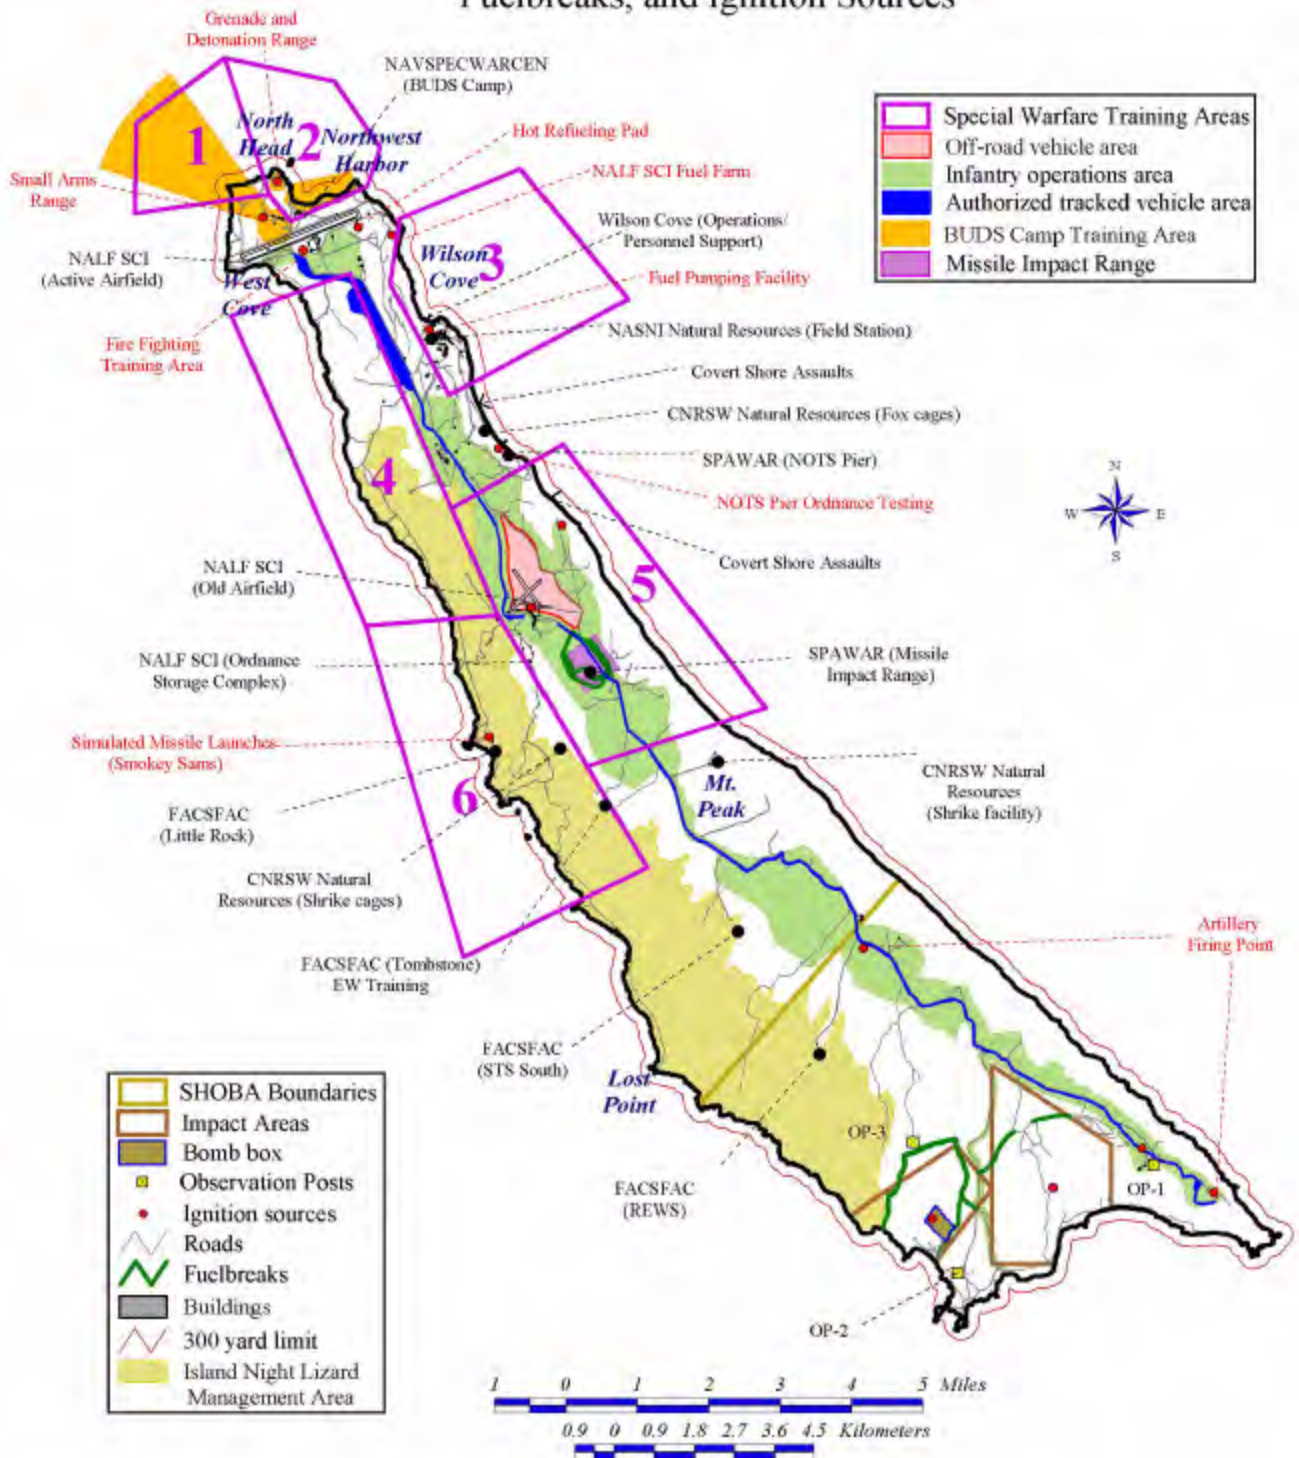 Fuelbreaks, and Ignition Sources
Grenade and
Detonation Range
NAVSPECWARCEN
(BUDS Camp)
North
Head
Northwest
Harbor
1
2
Hot Refueling Pad
NALF SCI Fuel Farm
Small Arms
Range
Wilson Cove (Operations/
Personnel Support)
NALF SCI
(Active Airfield)
Wilson
Cove
3
West
Cove
Fuel Pumping Facility
NASNI Natural Resources (Field Station)
Fire Fighting
Training Area
Covert Shore Assaults
CNRSW Natural Resources (Fox cages)
4
SPAWAR (NOTS Pier)
NOTS Pier Ordnance Testing
Covert Shore Assaults
NALF SCI
(Old Airfield)
5
NALF SCI (Ordnance
Storage Complex)
SPAWAR (Missile
Impact Range)
Simulated Missile Launches
(Smokey Sams)
6
Mt.
Peak
CNRSW Natural
Resources
(Shrike facility)
FACSFAC
(Little Rock)
CNRSW Natural
Resources (Shrike cages)
FACSFAC (Tombstone)
EW Training
Artillery
Firing Point
FACSFAC
(STS South)
Lost
Point
OP-3
FACSFAC
(REWS)
OP-1
OP-2
Special Warfare Training Areas
Off-road vehicle area
Infantry operations area
Authorized tracked vehicle area
BUDS Camp Training Area
Missile Impact Range
N
W E
S
SHOBA Boundaries
Impact Areas
Bomb box
Observation Posts
Ignition sources
Roads
Fuelbreaks
Buildings
300 yard limit
Island Night Lizard
Management Area
1 0 1 2 3 4 5 Miles
0.9 0 0.9 1.8 2.7 3.6 4.5 Kilometers